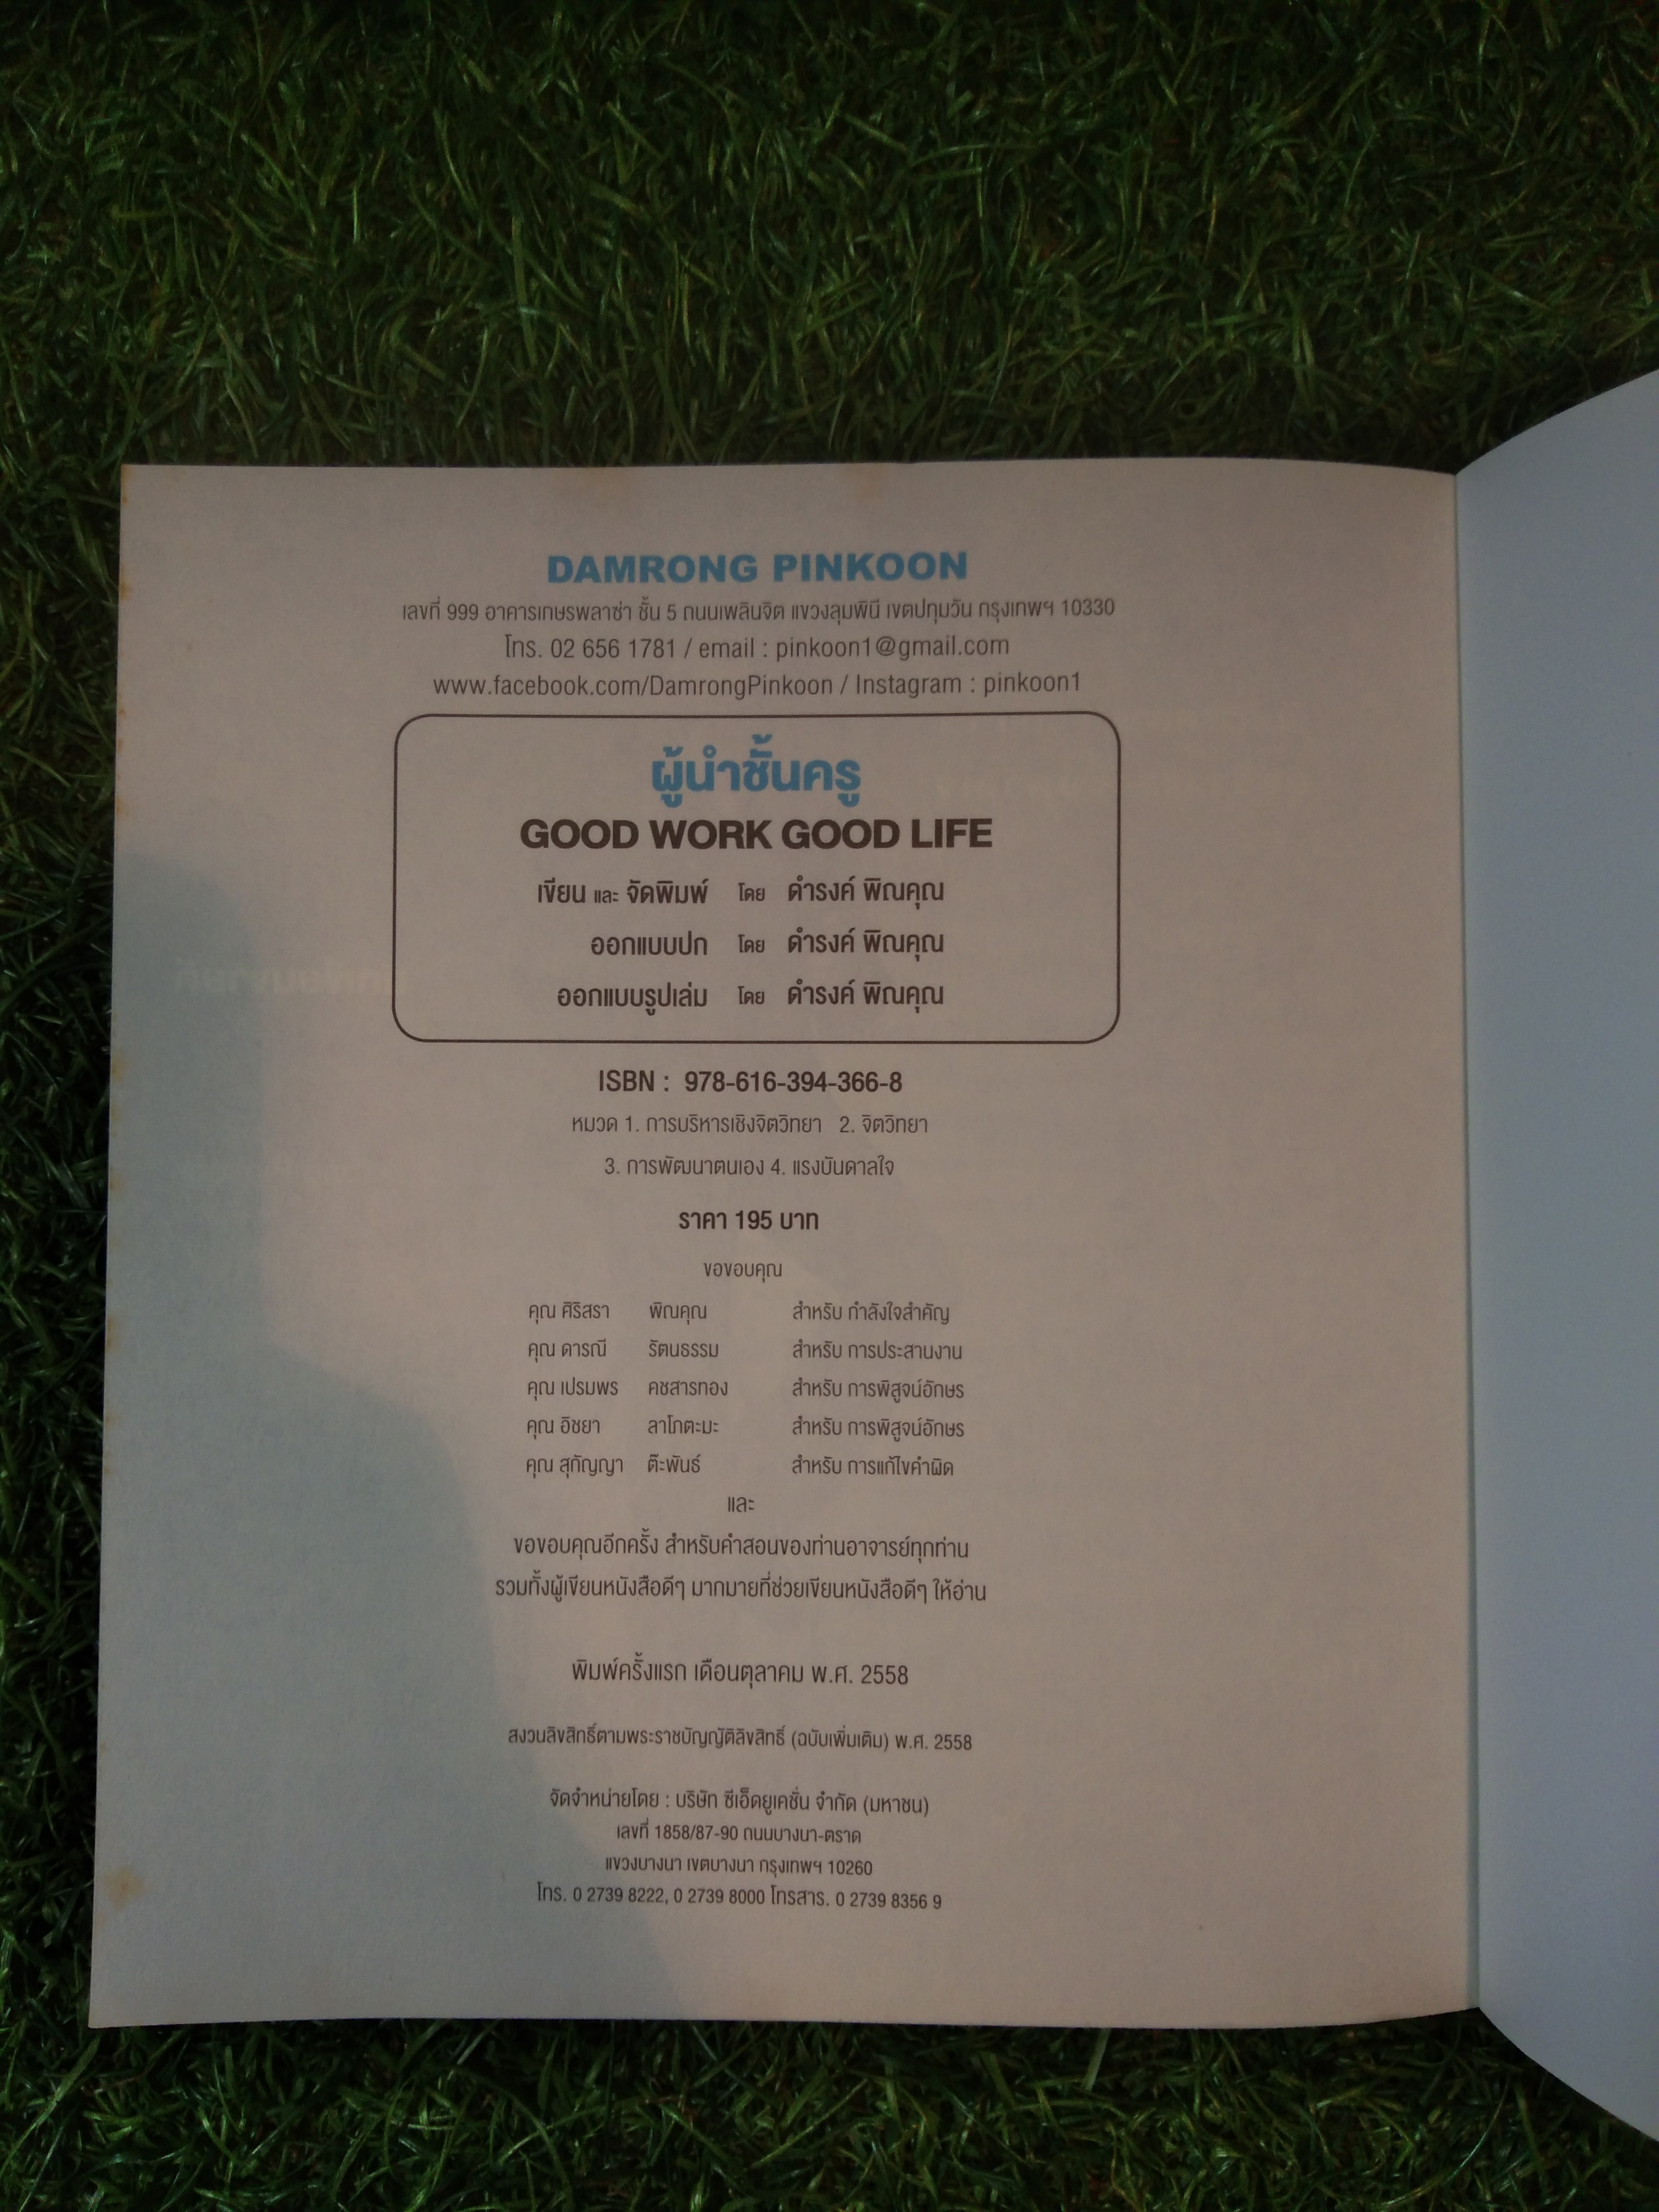 DAMRONG PINKOON
เลขที่ 999 อาคารเกษรพลาซ่า ชั้น 5 ถนนเพลินจิต แขวงลุมพินี เขตปทุมวัน กรุงเทพฯ 10330
โทร. 02 656 1781 / email : pinkoon1@gmail.com
www.facebook.com/DamrongPinkoon / Instagram : pinkoon1
ผู้นำชั้นครู
GOOD WORK GOOD LIFE
เขียน และ จัดพิมพ์ โดย ดำรงค์ พิณคุณ
ออกแบบปก โดย ดำรงค์ พิณคุณ
ออกแบบรูปเล่ม โดย ดำรงค์ พิณคุณ
ISBN : 978-616-394-366-8
หมวด 1. การบริหารเชิงจิตวิทยา 2. จิตวิทยา
3. การพัฒนาตนเอง 4. แรงบันดาลใจ
ราคา 195 บาท
ขอขอบคุณ
คุณ ศิริสรา พิณคุณ สำหรับ กำลังใจสำคัญ
คุณ ดารณี รัตนธรรม สำหรับ การประสานงาน
คุณ เปรมพร คชสารทอง สำหรับ การพิสูจน์อักษร
คุณ อิชยา ลาโภตะมะ สำหรับ การพิสูจน์อักษร
คุณ สุกัญญา ต๊ะพันธ์ สำหรับ การแก้ไขคำผิด
และ
ขอขอบคุณอีกครั้ง สำหรับคำสอนของท่านอาจารย์ทุกท่าน
รวมทั้งผู้เขียนหนังสือดีๆ มากมายที่ช่วยเขียนหนังสือดีๆ ให้อ่าน
พิมพ์ครั้งแรก เดือนตุลาคม พ.ศ. 2558
สงวนลิขสิทธิ์ตามพระราชบัญญัติลิขสิทธิ์ (ฉบับเพิ่มเติม) พ.ศ. 2558
จัดจำหน่ายโดย : บริษัท ซีเอ็ดยูเคชั่น จำกัด (มหาชน)
เลขที่ 1858/87-90 ถนนบางนา-ตราด
แขวงบางนา เขตบางนา กรุงเทพฯ 10260
โทร. 0 2739 8222, 0 2739 8000 โทรสาร. 0 2739 8356 9